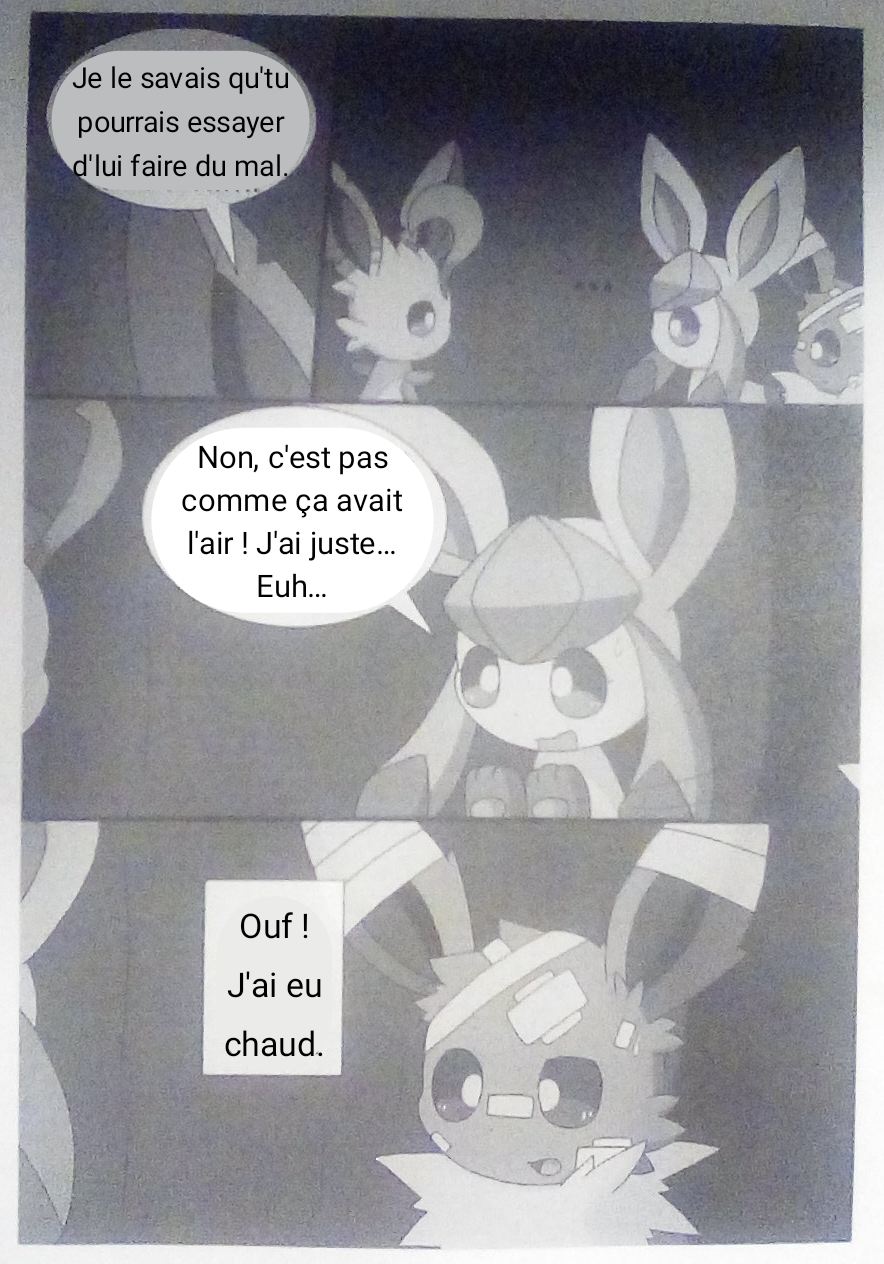 Je le savais qu'tu
pourrais essayer
d'lui faire du mal.
...
Non, c'est pas
comme ça avait
l'air ! J'ai juste...
Euh...
Ouf !
J'ai eu
chaud.